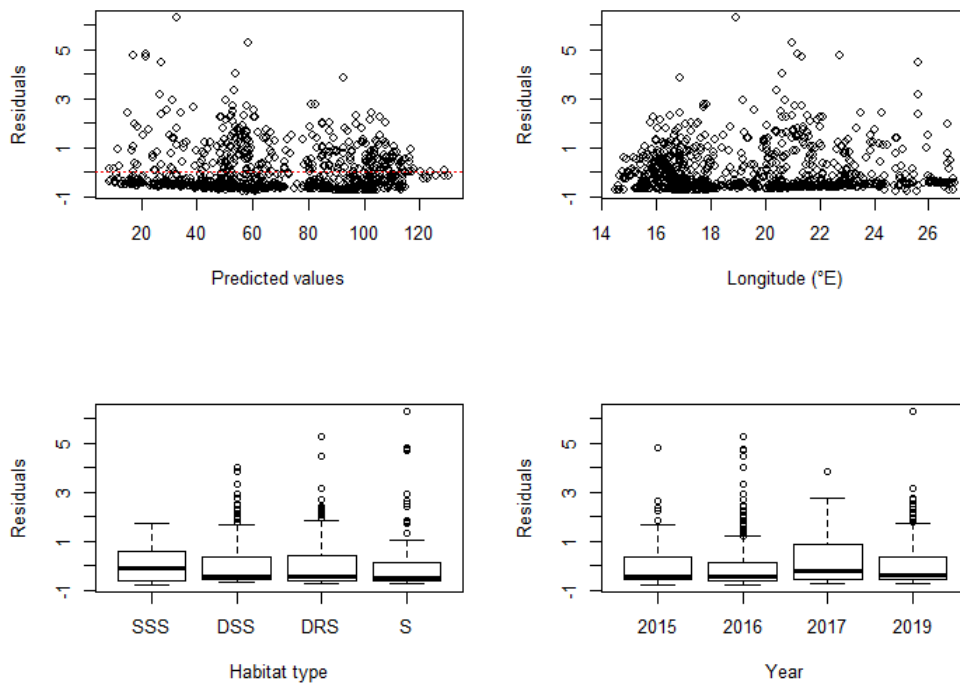 Residuals
5
3
1
-1
20 40 60 80 100 120
Predicted values
Residuals
5
3
1
-1
14 16 18 20 22 24 26
Longitude (°E)
Residuals
5
3
1
-1
SSS DSS DRS S
Habitat type
Residuals
5
3
1
-1
2015 2016 2017 2019
Year